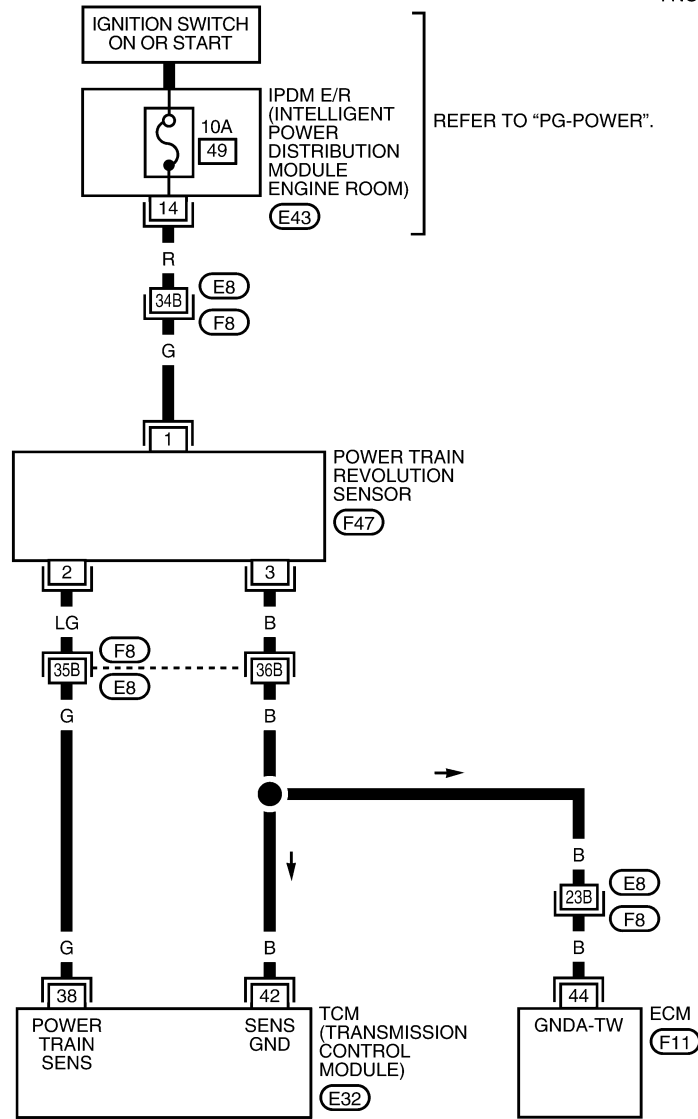 IGNITION SWITCH
ON OR START
IPDM E/R
(INTELLIGENT
POWER
DISTRIBUTION
MODULE
ENGINE ROOM)
E43
10A
49
REFER TO “PG-POWER”.
14
R
34B
E8
F8
G
1
POWER TRAIN
REVOLUTION
SENSOR
F47
2
3
LG
B
35B
F8
E8
36B
G
B
B
23B
E8
F8
G
B
B
38
42
44
POWER
TRAIN
SENS
SENS
GND
TCM
(TRANSMISSION
CONTROL
MODULE)
E32
GNDA-TW
ECM
F11